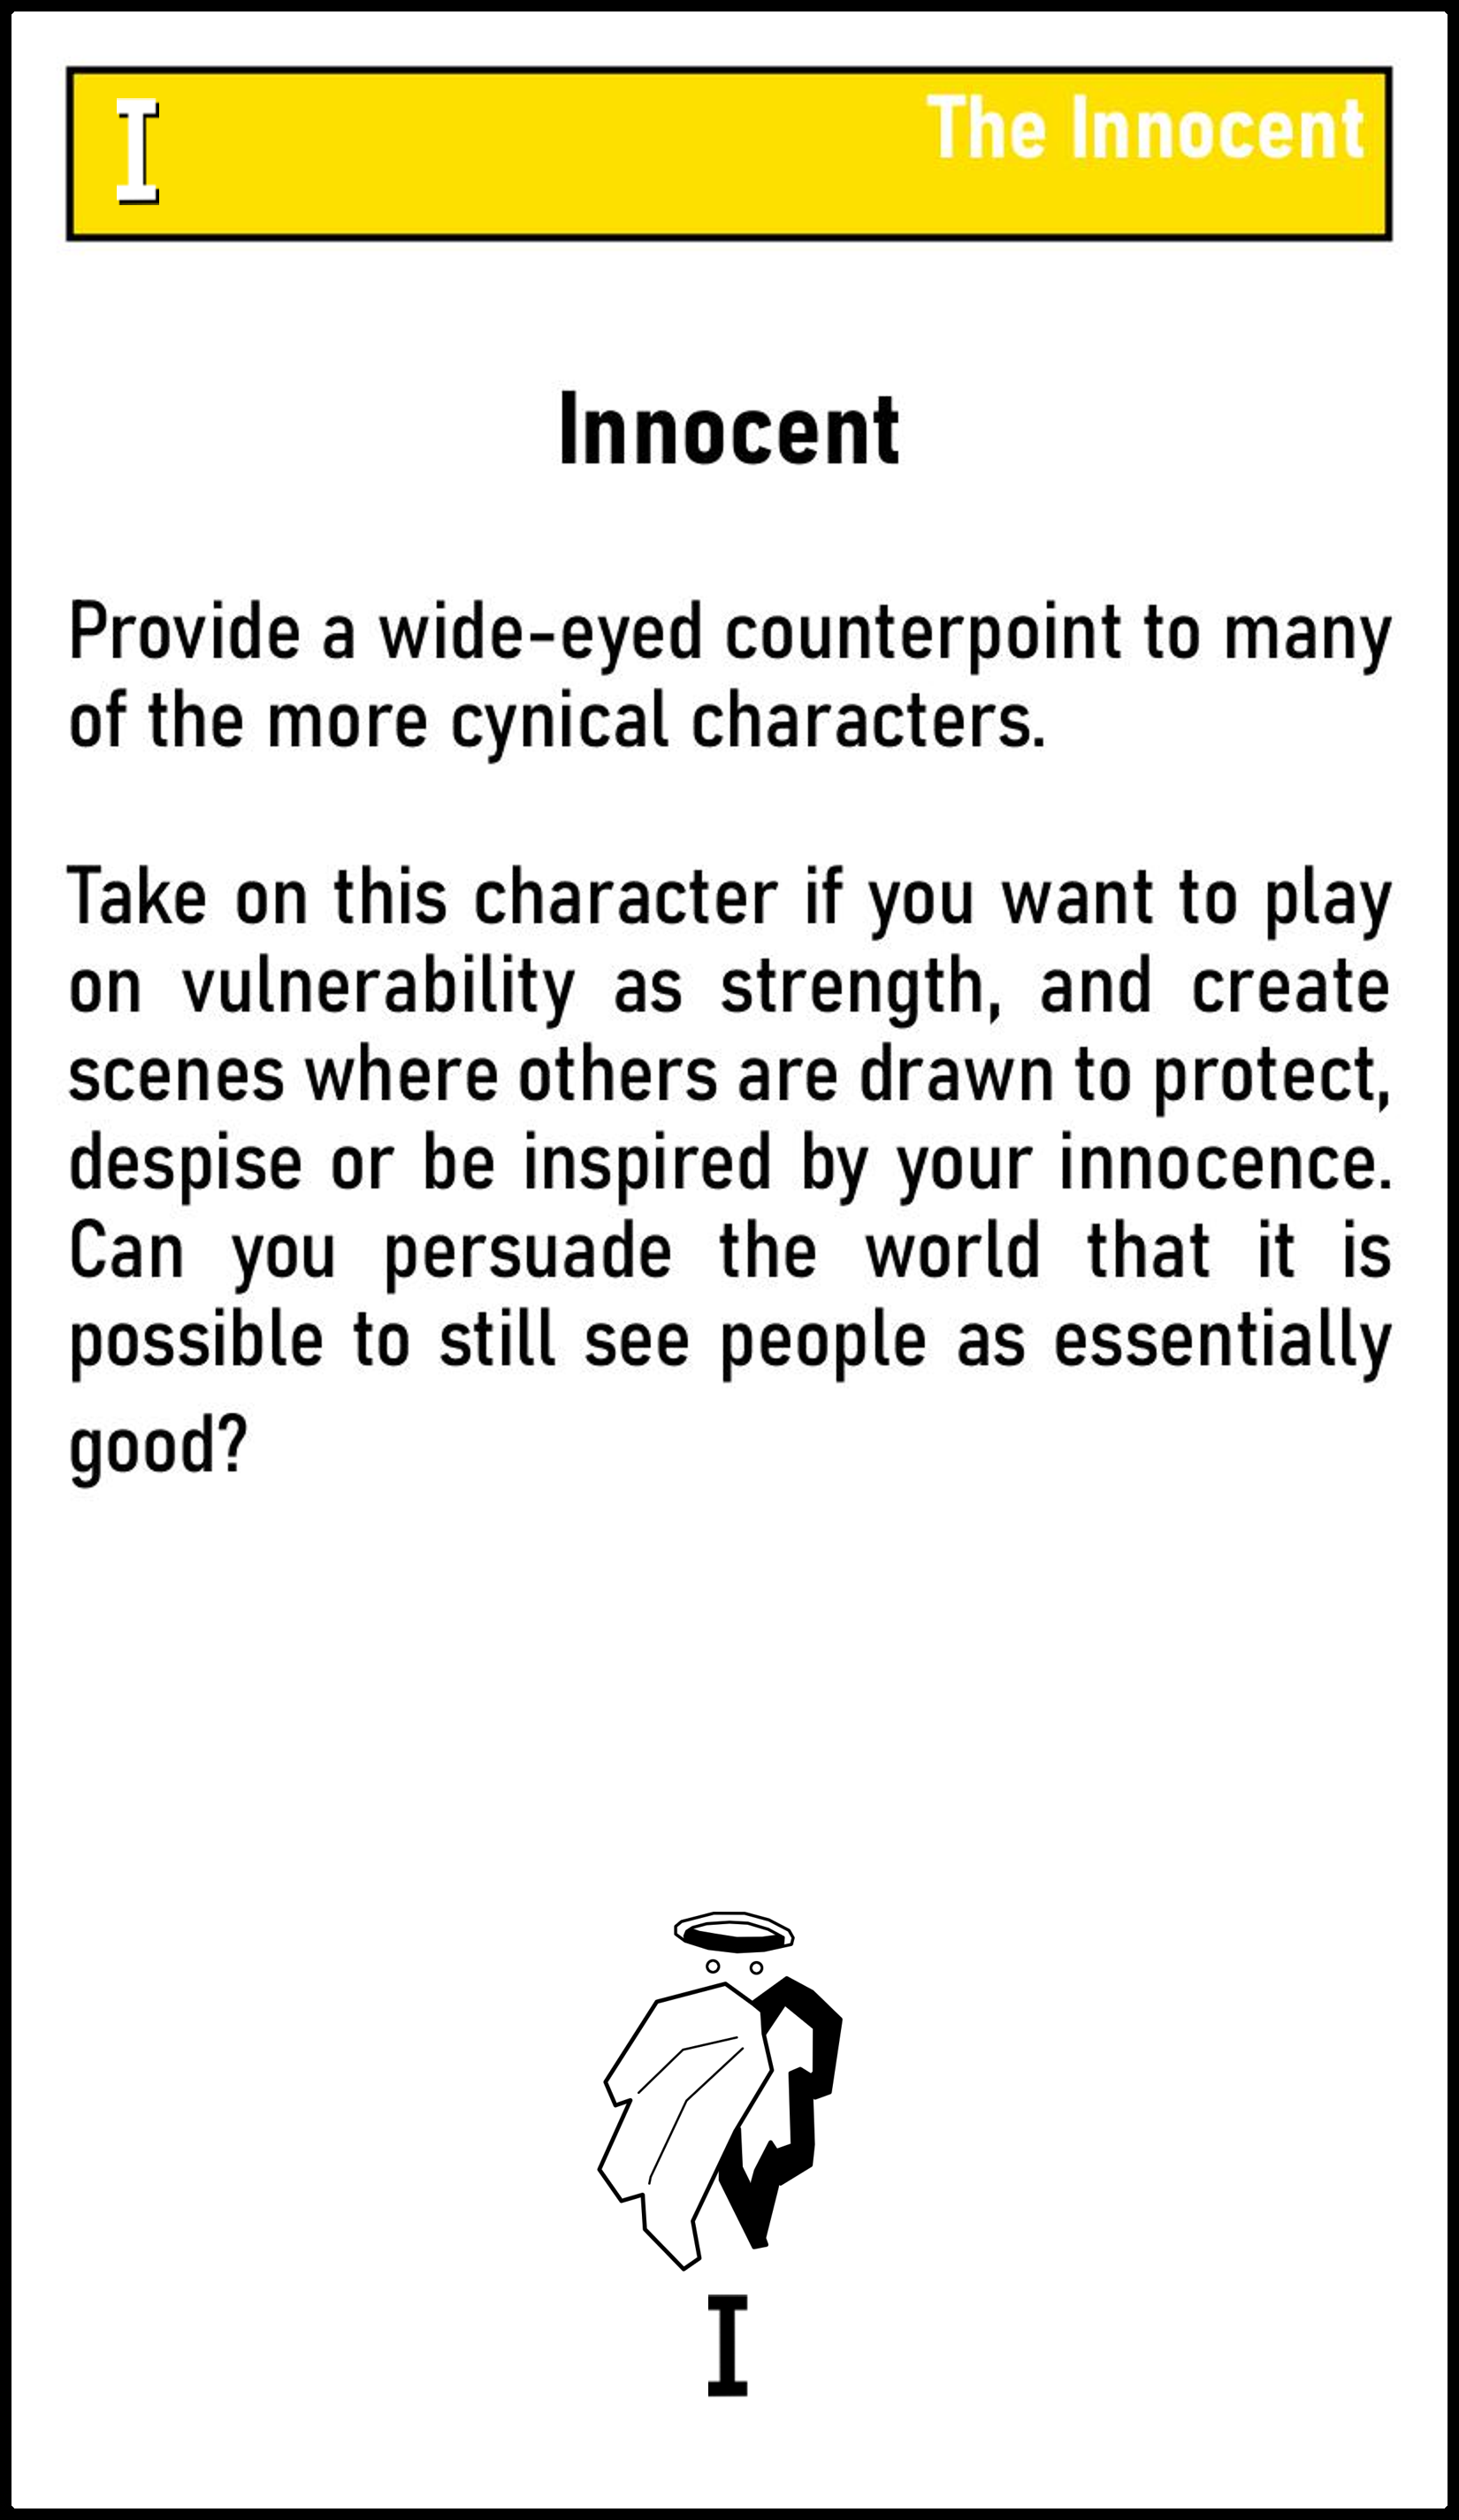 I
The Innocent
Innocent
Provide a wide-eyed counterpoint to many
of the more cynical characters.
Take on this character if you want to play
on vulnerability as strength, and create
scenes where others are drawn to protect,
despise or be inspired by your innocence.
Can you persuade the world that it is
possible to still see people as essentially
good?
I